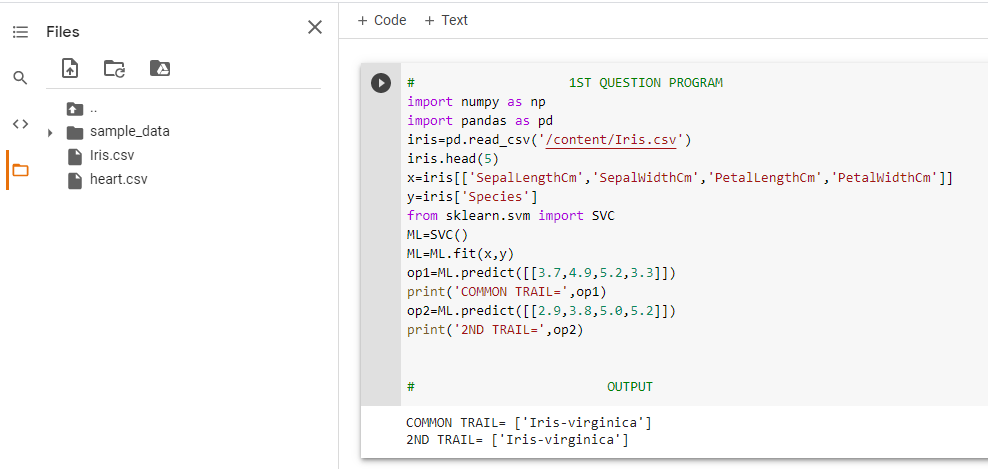 Files
+ Code + Text
..
sample_data
Iris.csv
heart.csv
# 1ST QUESTION PROGRAM
import numpy as np
import pandas as pd
iris=pd.read_csv('/content/Iris.csv')
iris.head(5)
x=iris[['SepalLengthCm','SepalWidthCm','PetalLengthCm','PetalWidthCm']]
y=iris['Species']
from sklearn.svm import SVC
ML=SVC()
ML=ML.fit(x,y)
op1=ML.predict([[3.7,4.9,5.2,3.3]])
print('COMMON TRAIL=',op1)
op2=ML.predict([[2.9,3.8,5.0,5.2]])
print('2ND TRAIL=',op2)
# OUTPUT
COMMON TRAIL= ['Iris-virginica']
2ND TRAIL= ['Iris-virginica']